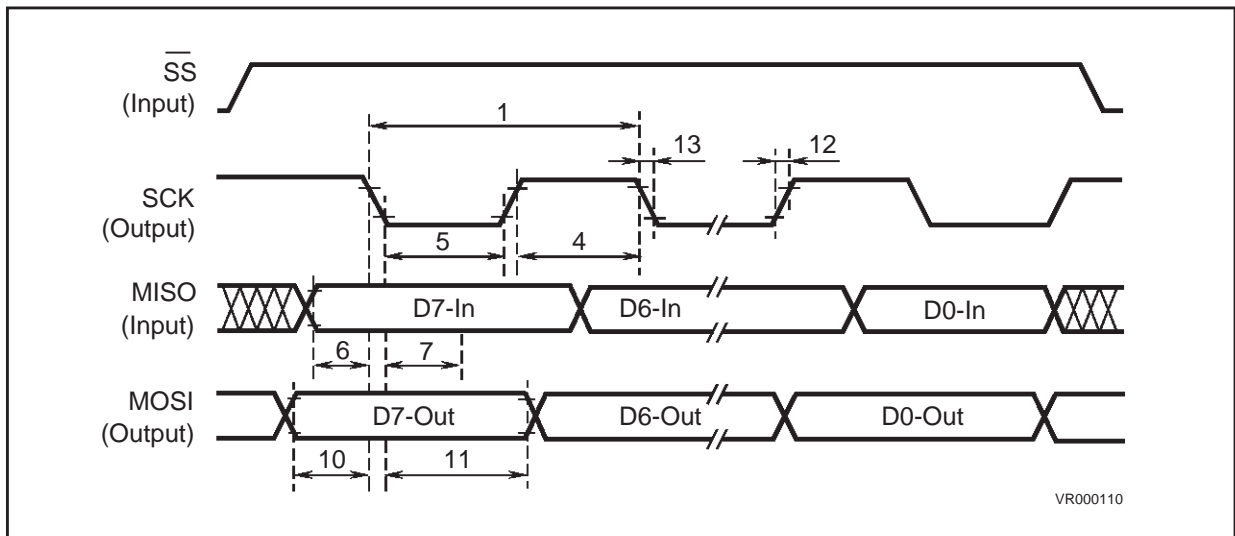 SS
(Input)
1
13
12
SCK
(Output)
5
4
MISO
(Input)
D7-In
D6-In
D0-In
6
7
MOSI
(Output)
D7-Out
D6-Out
D0-Out
10
11
VR000110